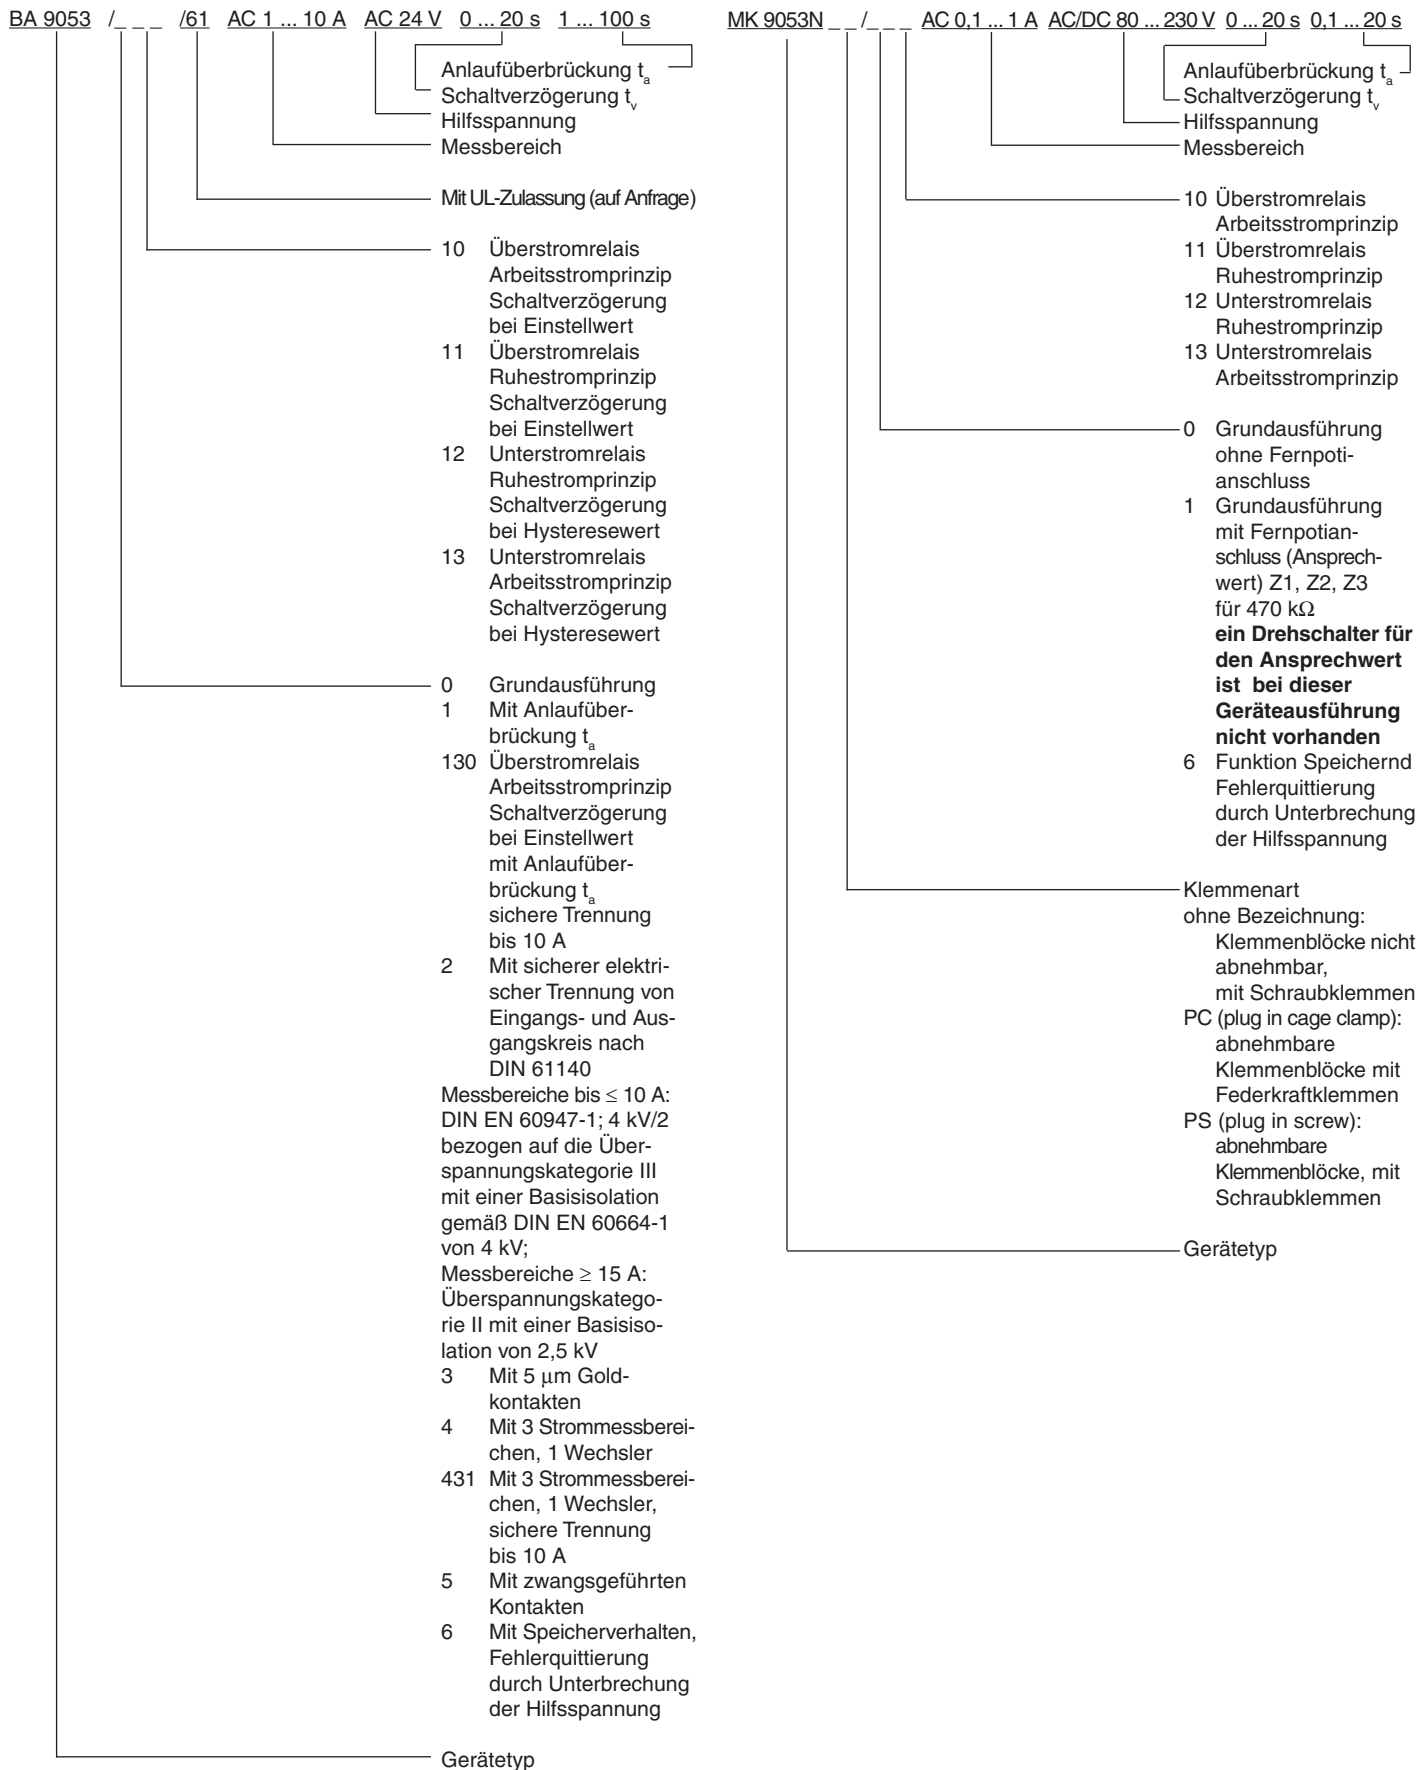 BA 9053 /_ _ _ /61 AC 1 ... 10 A AC 24 V 0 ... 20 s 1 ... 100 s
Anlaufüberbrückung ta
Schaltverzögerung tv
Hilfsspannung
Messbereich
Mit UL-Zulassung (auf Anfrage)
10 Überstromrelais
Arbeitsstromprinzip
Schaltverzögerung
bei Einstellwert
11 Überstromrelais
Ruhestromprinzip
Schaltverzögerung
bei Einstellwert
12 Unterstromrelais
Ruhestromprinzip
Schaltverzögerung
bei Hysteresewert
13 Unterstromrelais
Arbeitsstromprinzip
Schaltverzögerung
bei Hysteresewert
0 Grundausführung
1 Mit Anlaufüber-
brückung ta
130 Überstromrelais
Arbeitsstromprinzip
Schaltverzögerung
bei Einstellwert
mit Anlaufüber-
brückung ta
sichere Trennung
bis 10 A
2 Mit sicherer elektri-
scher Trennung von
Eingangs- und Aus-
gangskreis nach
DIN 61140
Messbereiche bis ≤ 10 A:
DIN EN 60947-1; 4 kV/2
bezogen auf die Über-
spannungskategorie III
mit einer Basisisolation
gemäß DIN EN 60664-1
von 4 kV;
Messbereiche ≥ 15 A:
Überspannungskatego-
rie II mit einer Basisiso-
lation von 2,5 kV
3 Mit 5 µm Gold-
kontakten
4 Mit 3 Strommessberei-
chen, 1 Wechsler
431 Mit 3 Strommessberei-
chen, 1 Wechsler,
sichere Trennung
bis 10 A
5 Mit zwangsgeführten
Kontakten
6 Mit Speicherverhalten,
Fehlerquittierung
durch Unterbrechung
der Hilfsspannung
Gerätetyp
MK 9053N _ _ /_ _ _ AC 0,1 ... 1 A AC/DC 80 ... 230 V 0 ... 20 s 0,1 ... 20 s
Anlaufüberbrückung ta
Schaltverzögerung tv
Hilfsspannung
Messbereich
10 Überstromrelais
Arbeitsstromprinzip
11 Überstromrelais
Ruhestromprinzip
12 Unterstromrelais
Ruhestromprinzip
13 Unterstromrelais
Arbeitsstromprinzip
0 Grundausführung
ohne Fernpoti-
anschluss
1 Grundausführung
mit Fernpotian-
schluss (Ansprech-
wert) Z1, Z2, Z3
für 470 kΩ
ein Drehschalter für
den Ansprechwert
ist bei dieser
Geräteausführung
nicht vorhanden
6 Funktion Speichernd
Fehlerquittierung
durch Unterbrechung
der Hilfsspannung
Klemmenart
ohne Bezeichnung:
Klemmenblöcke nicht
abnehmbar,
mit Schraubklemmen
PC (plug in cage clamp):
abnehmbare
Klemmenblöcke mit
Federkraftklemmen
PS (plug in screw):
abnehmbare
Klemmenblöcke, mit
Schraubklemmen
Gerätetyp